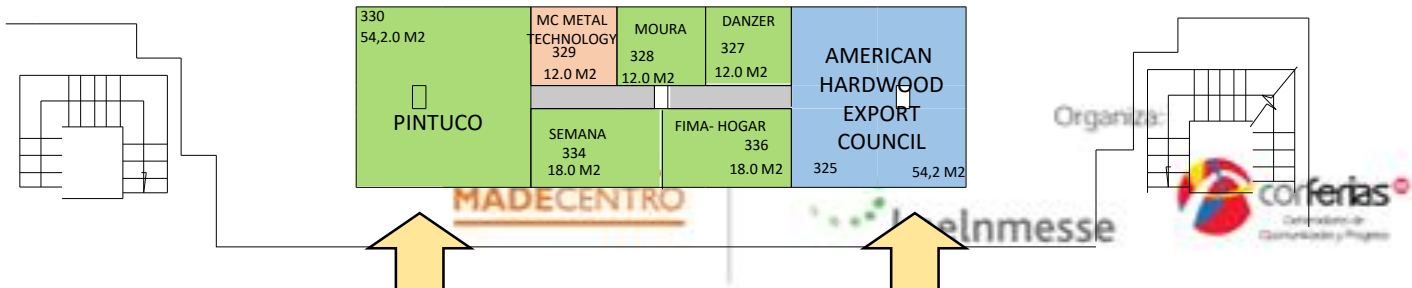 330
54,2.0 M2
PINTUCO
MC METAL
TECHNOLOGY
329
12.0 M2
MOURA
328
12.0 M2
DANZER
327
12.0 M2
SEMANA
334
18.0 M2
FIMA- HOGAR
336
18.0 M2
AMERICAN
HARDWOOD
EXPORT
COUNCIL
325
54,2 M2
Organiza:
MADECENTRO
koelnmesse
corferias